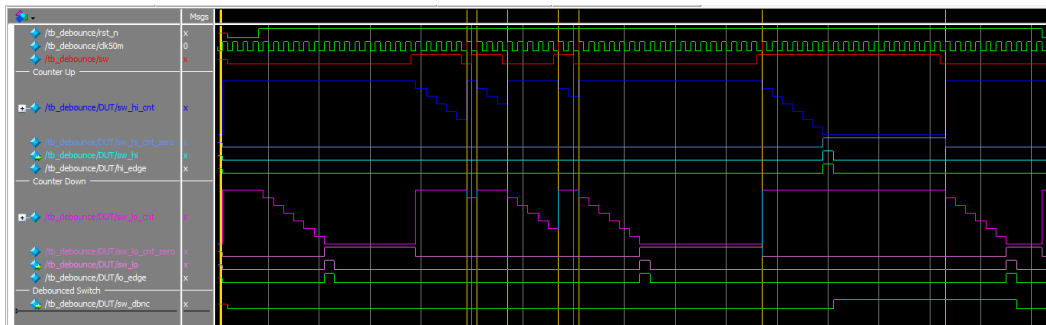 Msgs
/tb_debounce/rst_n x
/tb_debounce/clk50m 0
/tb_debounce/sw x
Counter Up
/tb_debounce/DUT/sw_hi_cnt x
/tb_debounce/DUT/sw_hi_cnt_zero x
/tb_debounce/DUT/sw_hi x
/tb_debounce/DUT/hi_edge x
Counter Down
/tb_debounce/DUT/sw_lo_cnt x
/tb_debounce/DUT/sw_lo_cnt_zero x
/tb_debounce/DUT/sw_lo x
/tb_debounce/DUT/lo_edge x
Debounced Switch
/tb_debounce/DUT/sw_dbnc x